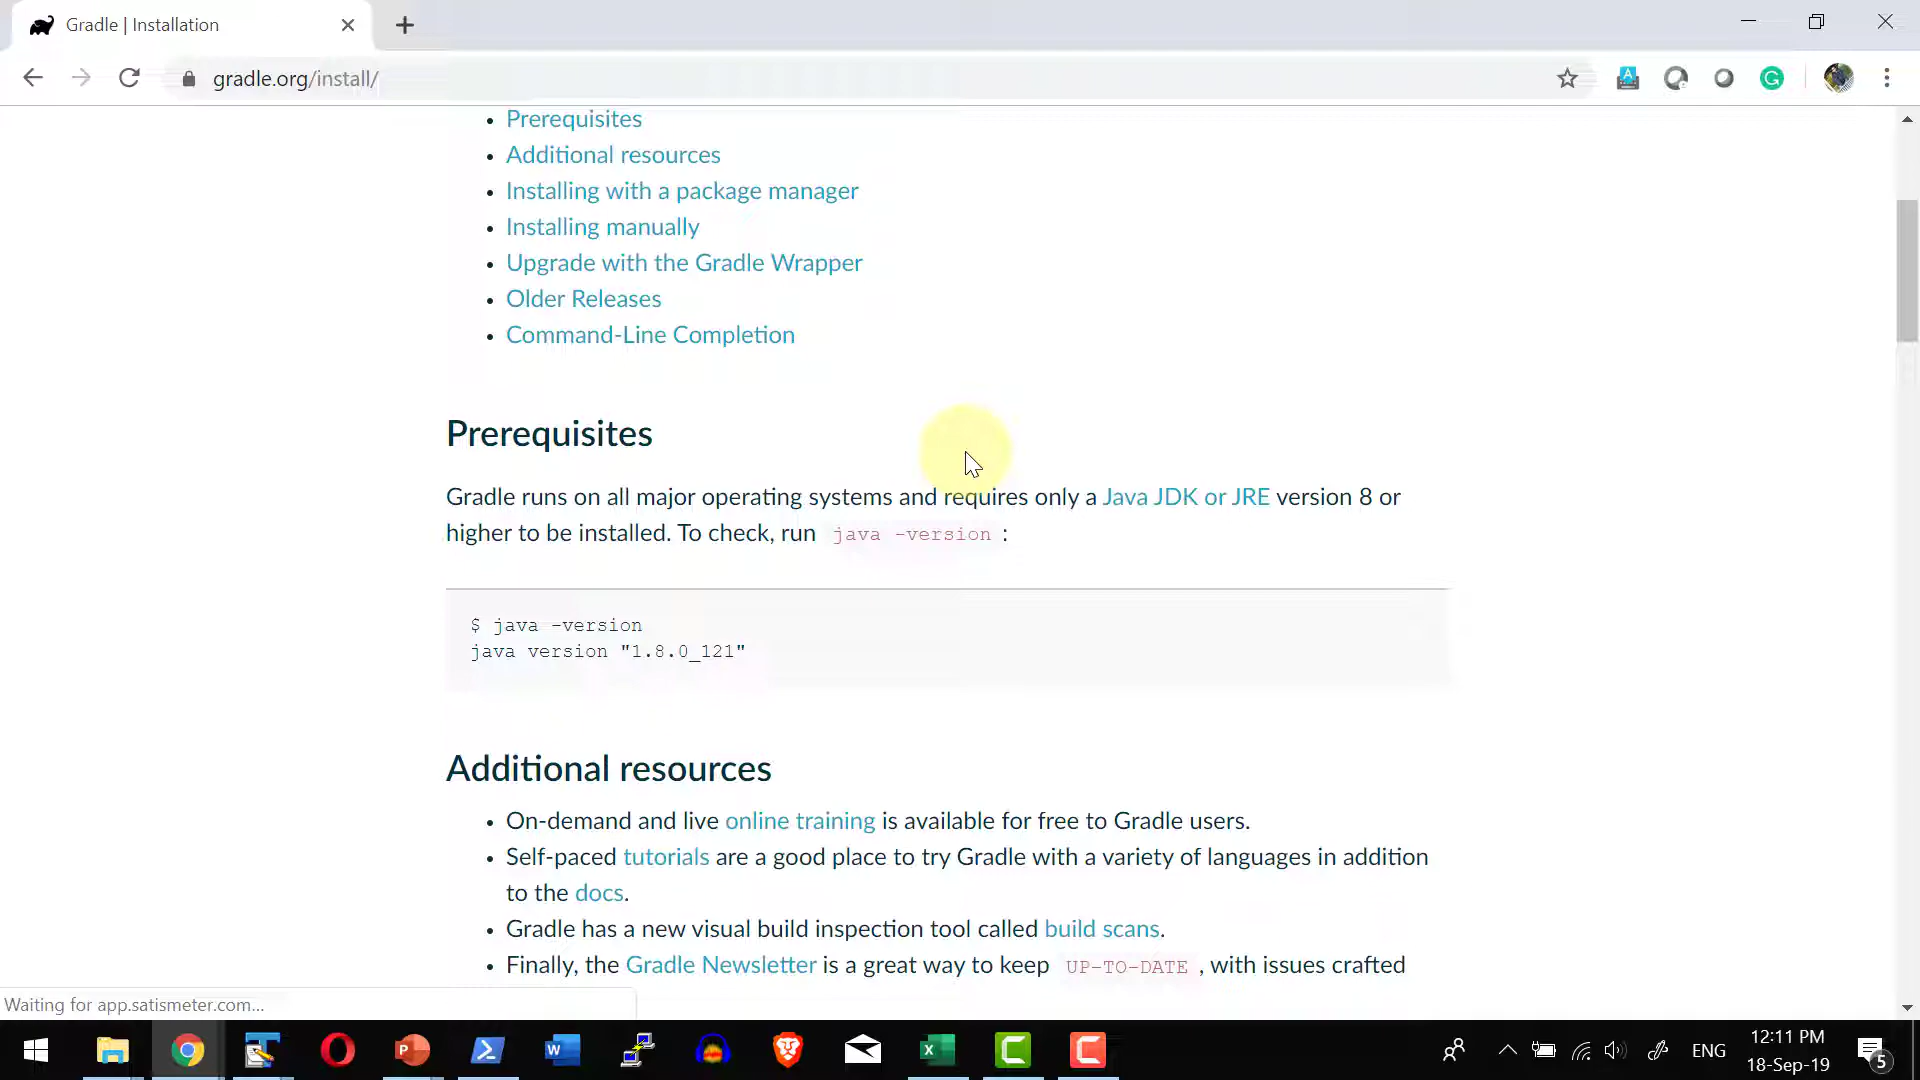 Gradle | Installation
gradle.org/install/
Prerequisites
Additional resources
Installing with a package manager
Installing manually
Upgrade with the Gradle Wrapper
Older Releases
Command-Line Completion
Prerequisites
Gradle runs on all major operating systems and requires only a Java JDK or JRE version 8 or
higher to be installed. To check, run java -version :
$ java -version
java version "1.8.0_121"
Additional resources
On-demand and live online training is available for free to Gradle users.
Self-paced tutorials are a good place to try Gradle with a variety of languages in addition
to the docs.
Gradle has a new visual build inspection tool called build scans.
Finally, the Gradle Newsletter is a great way to keep UP-TO-DATE , with issues crafted
Waiting for app.satismeter.com...
ENG
12:11 PM
18-Sep-19
5